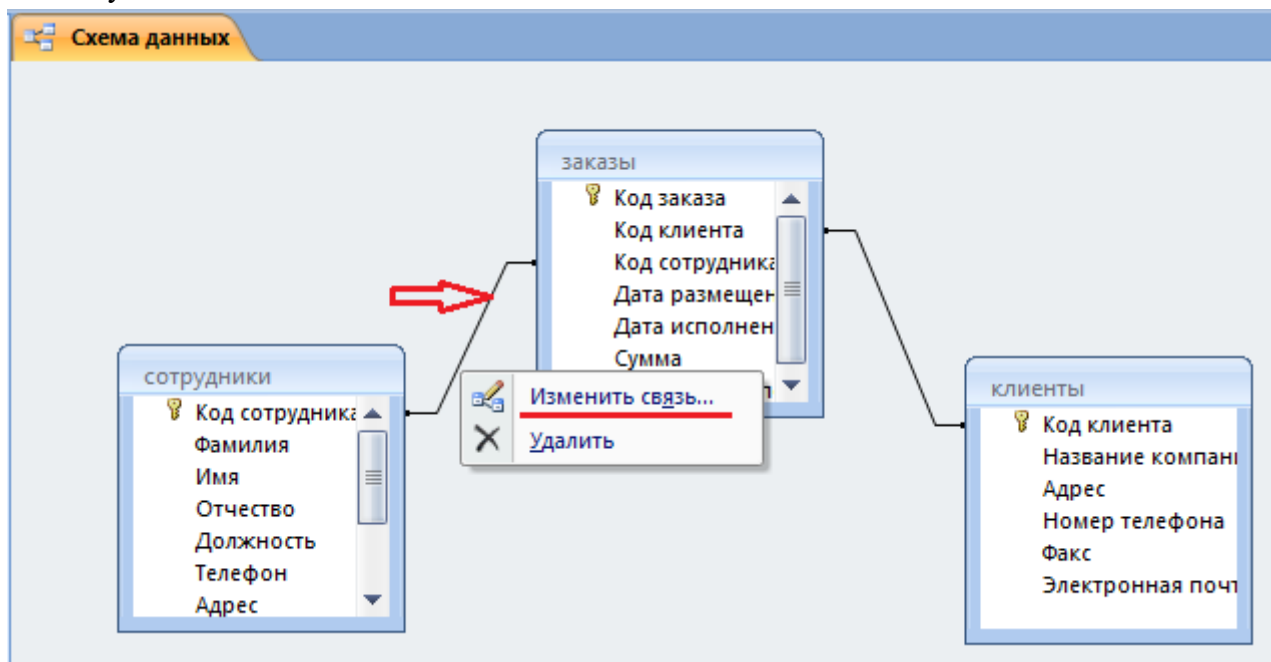 Схема данных
заказы
Код заказа
Код клиента
Код сотрудника
Дата размещен
Дата исполнен
Сумма
сотрудники
Код сотрудника
Фамилия
Имя
Отчество
Должность
Телефон
Адрес
Изменить связь...
Удалить
клиенты
Код клиента
Название компани
Адрес
Номер телефона
Факс
Электронная почт